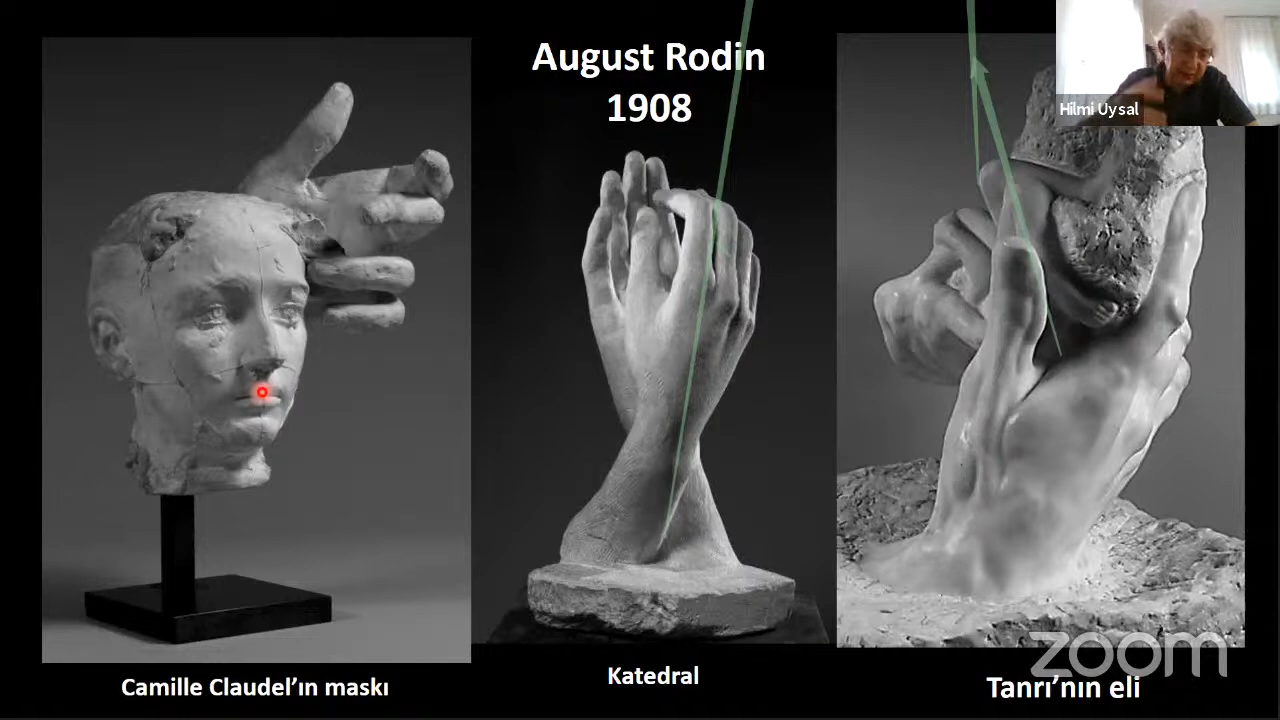 August Rodin
1908
Hilmi Uysal
Camille Claudel’ın maskı
Katedral
Tanrı’nın eli
zoom